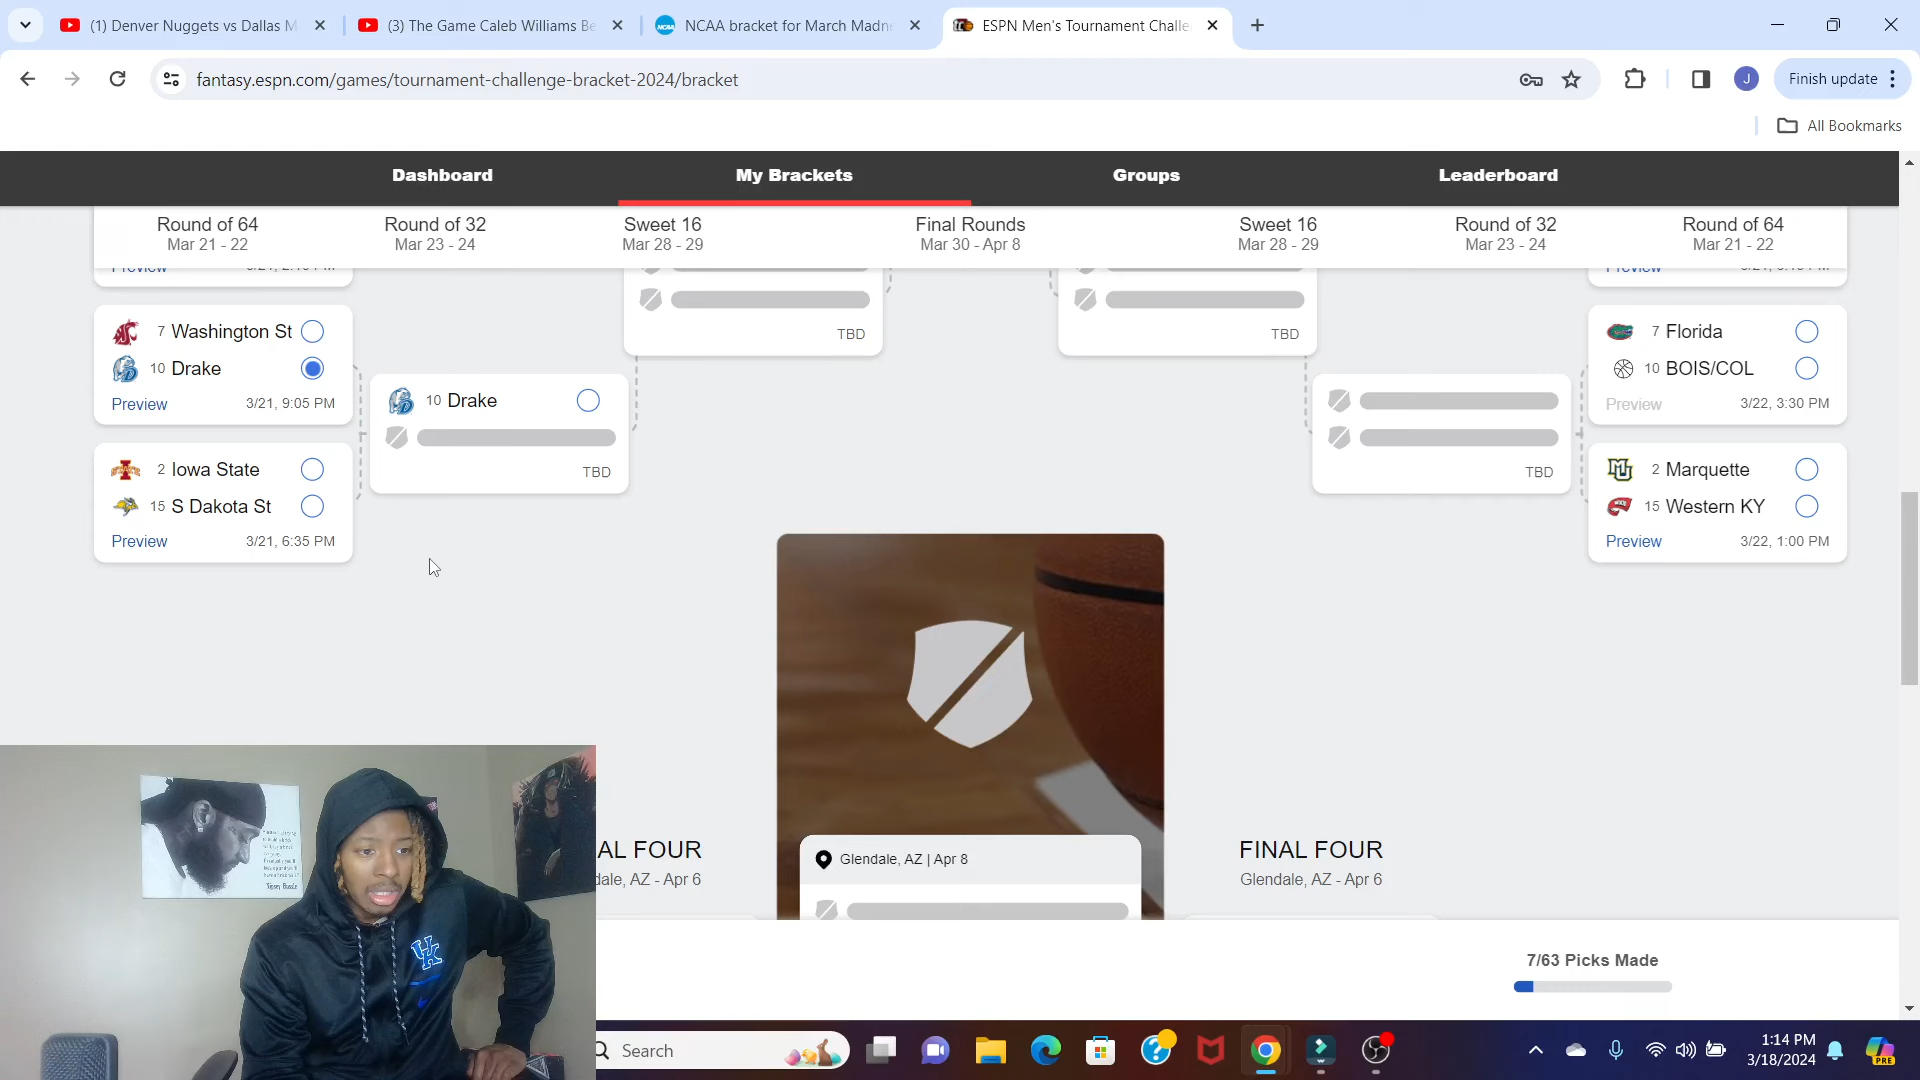 (1) Denver Nuggets vs Dallas M
(3) The Game Caleb Williams Be
NCAA bracket for March Madne
ESPN Men's Tournament Challe
fantasy.espn.com/games/tournament-challenge-bracket-2024/bracket
J
Finish update
All Bookmarks
Dashboard
My Brackets
Groups
Leaderboard
Round of 64
Mar 21 - 22
Round of 32
Mar 23 - 24
Sweet 16
Mar 28 - 29
Final Rounds
Mar 30 - Apr 8
Sweet 16
Mar 28 - 29
Round of 32
Mar 23 - 24
Round of 64
Mar 21 - 22
7 Washington St
10 Drake
Preview 3/21, 9:05 PM
2 Iowa State
15 S Dakota St
Preview 3/21, 6:35 PM
10 Drake
TBD
TBD
TBD
TBD
7 Florida
10 BOIS/COL
Preview 3/22, 3:30 PM
2 Marquette
15 Western KY
Preview 3/22, 1:00 PM
AL FOUR
dale, AZ - Apr 6
Glendale, AZ | Apr 8
FINAL FOUR
Glendale, AZ - Apr 6
7/63 Picks Made
Search
1:14 PM
3/18/2024
PRE